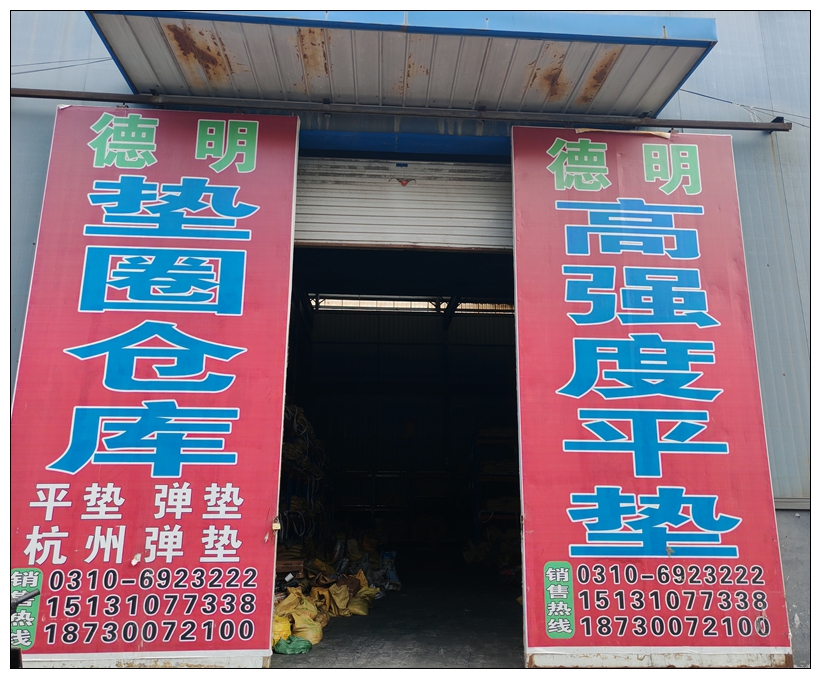 德明
垫圈仓库
平垫 弹垫
杭州弹垫
销售热线
0310-6923222
15131077338
18730072100
德明
高强度平垫
销售热线
0310-6923222
15131077338
18730072100